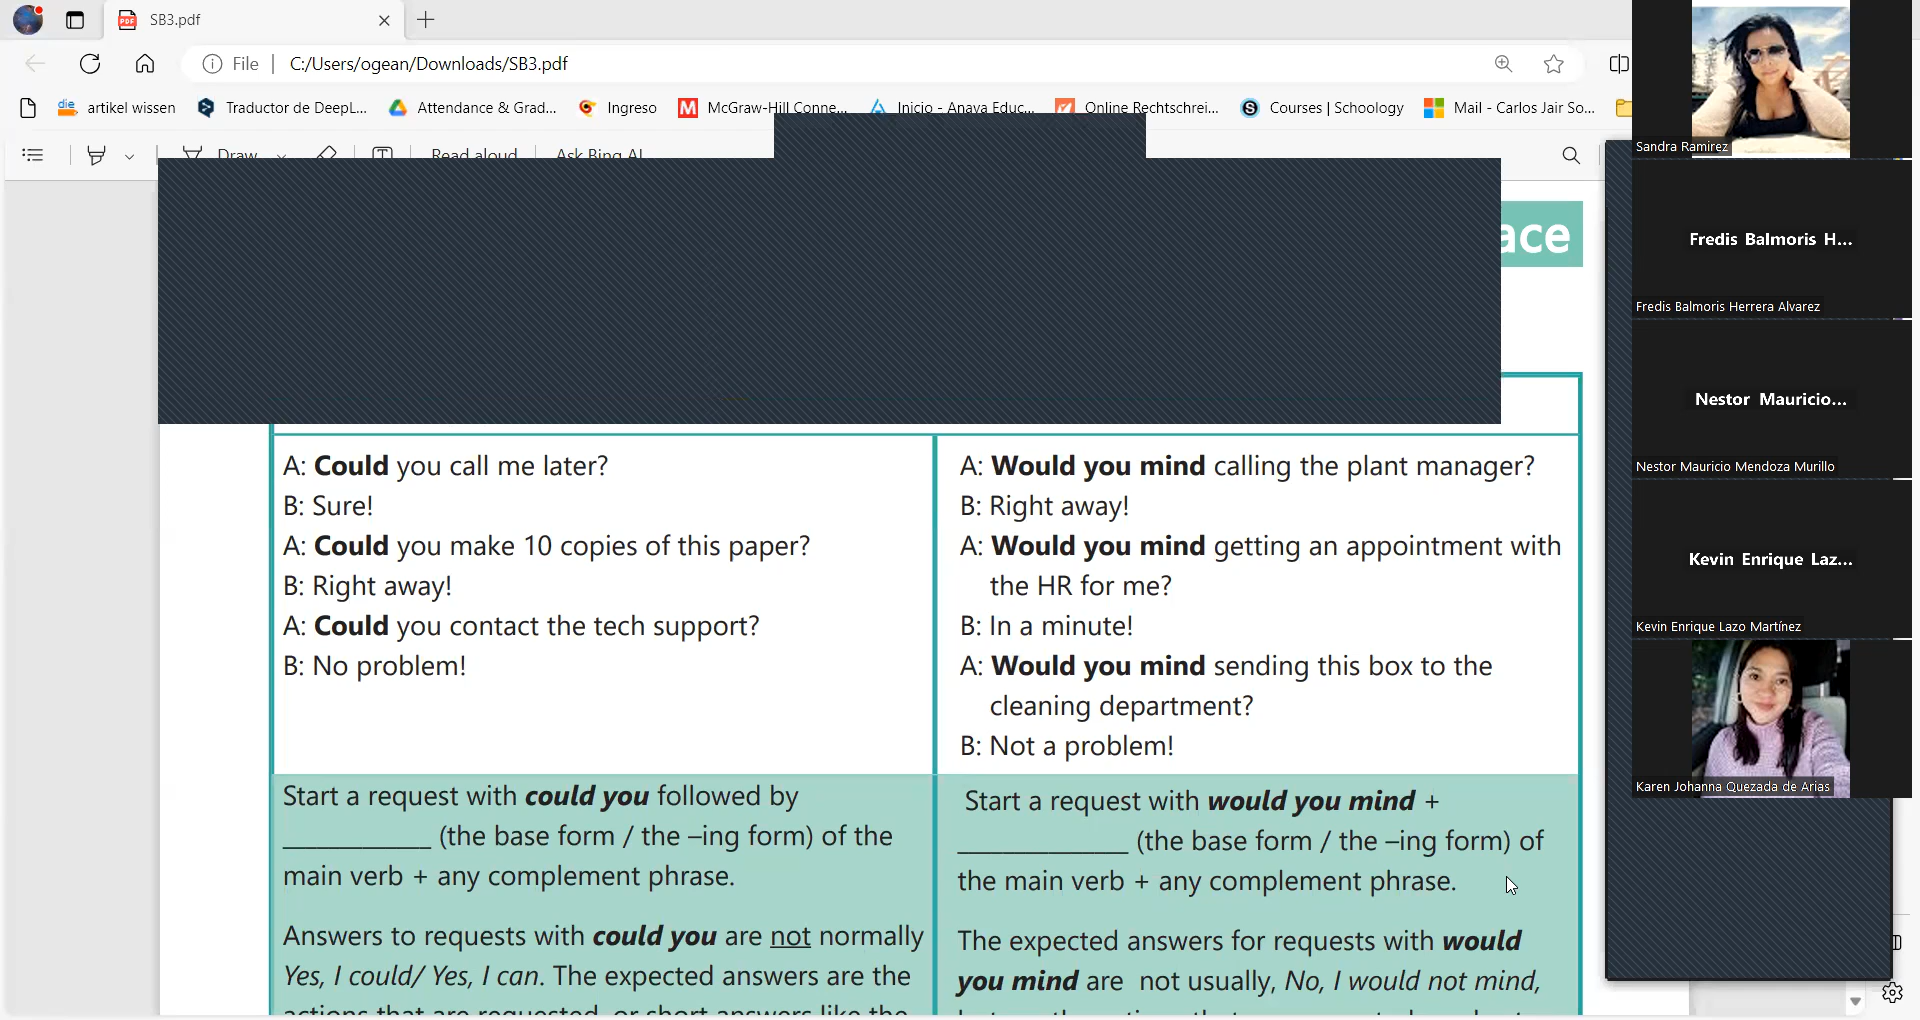 SB3.pdf
File
C:/Users/ogean/Downloads/SB3.pdf
artikel wissen
Traductor de DeepL...
Attendance & Grad...
Ingreso
McGraw-Hill Conne...
Inicio - Anaya Educ...
Online Rechtschrei...
Courses | Schoology
Mail - Carlos Jair So...
Draw
Read aloud
Ask Bing AI
ace
A: Could you call me later?
B: Sure!
A: Could you make 10 copies of this paper?
B: Right away!
A: Could you contact the tech support?
B: No problem!
A: Would you mind calling the plant manager?
B: Right away!
A: Would you mind getting an appointment with
the HR for me?
B: In a minute!
A: Would you mind sending this box to the
cleaning department?
B: Not a problem!
Start a request with could you followed by
___________ (the base form / the –ing form) of the
main verb + any complement phrase.
Answers to requests with could you are not normally
Yes, I could/ Yes, I can. The expected answers are the
actions that are requested, or short answers like the
Start a request with would you mind +
_____________ (the base form / the –ing form) of
the main verb + any complement phrase.
The expected answers for requests with would
you mind are not usually, No, I would not mind,
Sandra Ramirez
Fredis Balmoris H...
Fredis Balmoris Herrera Alvarez
Nestor Mauricio...
Nestor Mauricio Mendoza Murillo
Kevin Enrique Laz...
Kevin Enrique Lazo Martínez
Karen Johanna Quezada de Arias